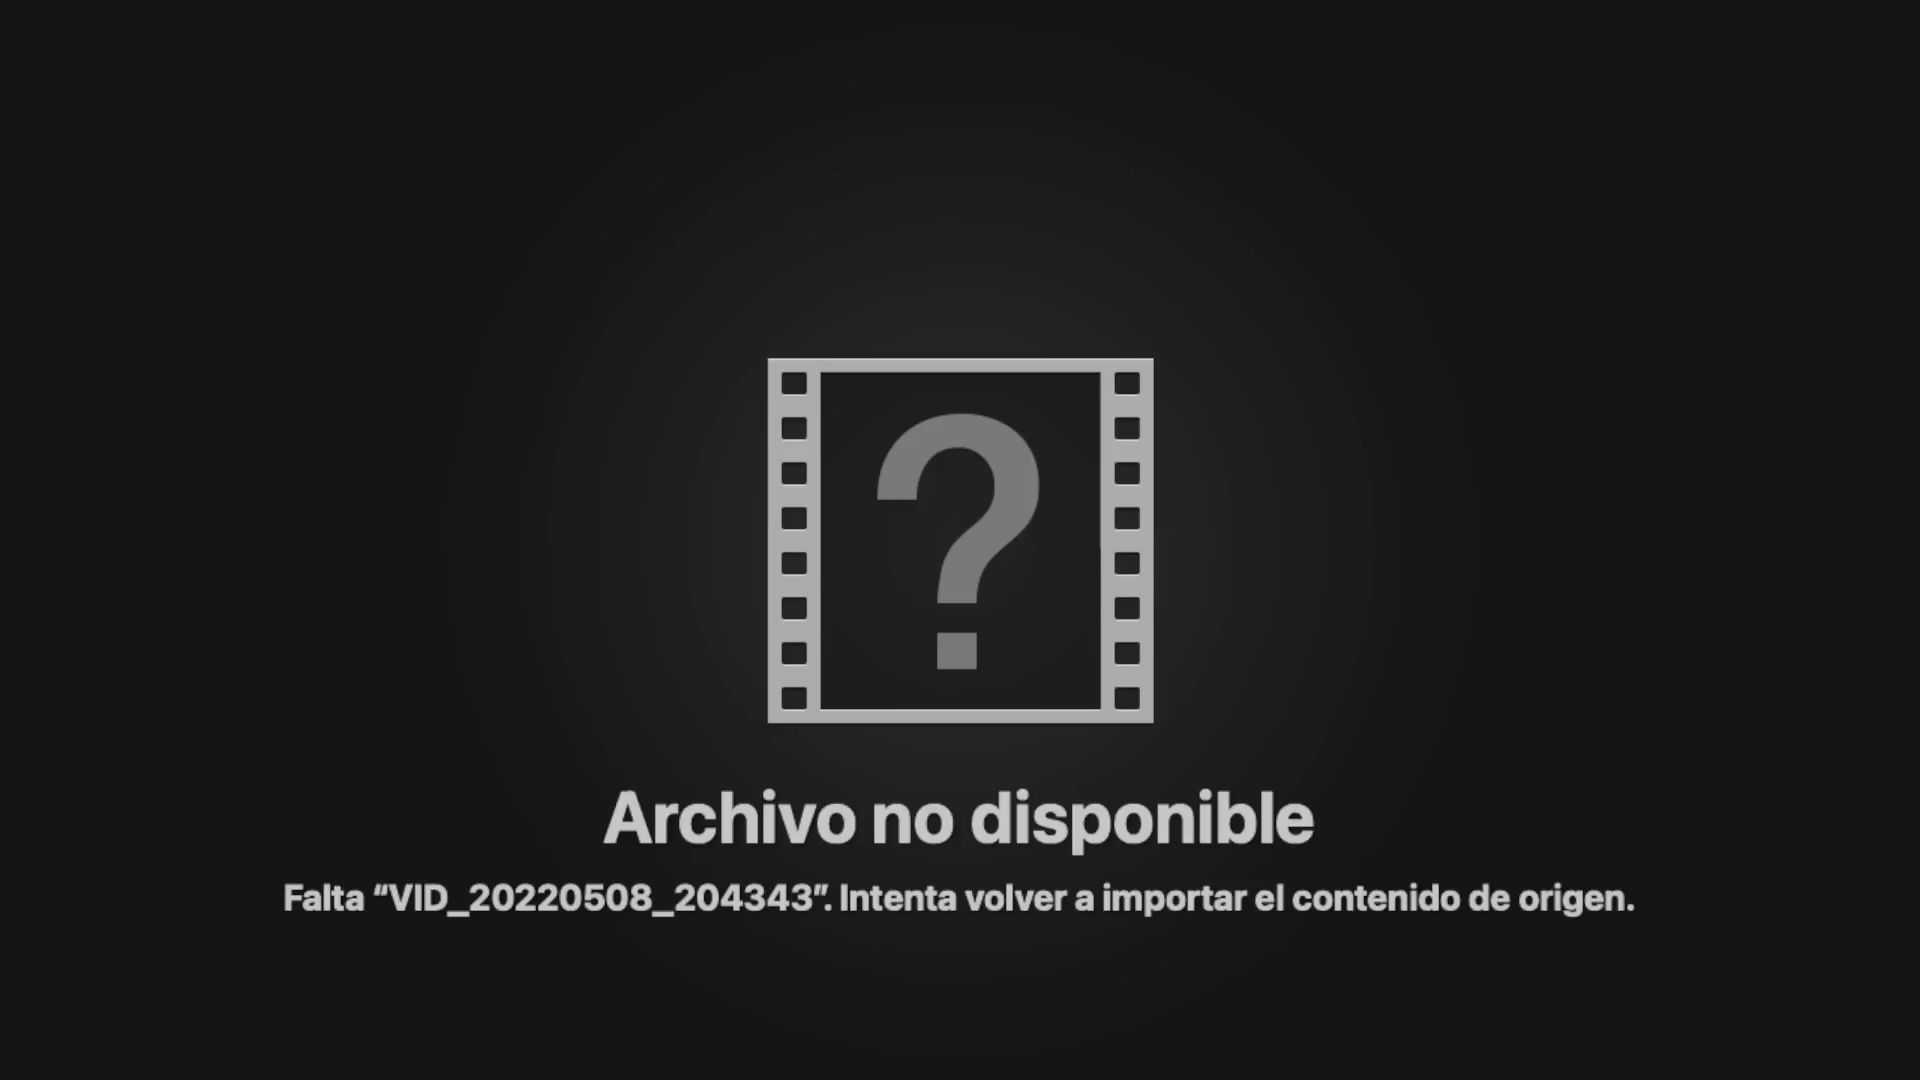 Archivo no disponible
Falta “VID_20220508_204343”. Intenta volver a importar el contenido de origen.